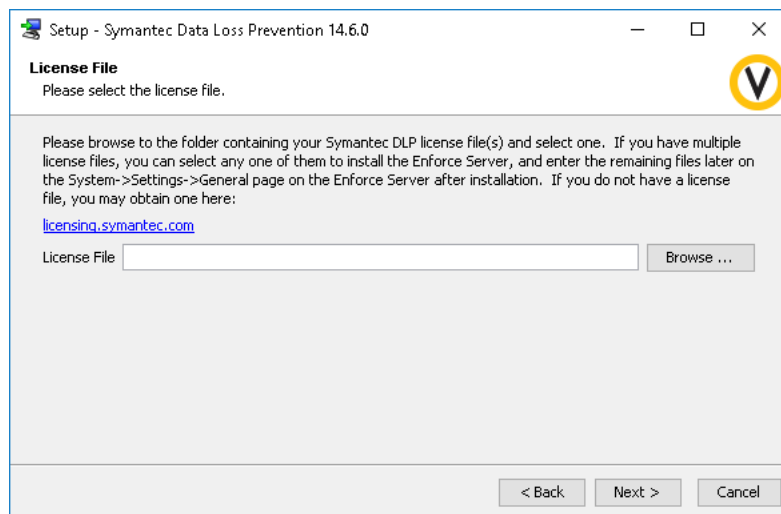 Setup - Symantec Data Loss Prevention 14.6.0
License File
Please select the license file.
V
Please browse to the folder containing your Symantec DLP license file(s) and select one. If you have multiple
license files, you can select any one of them to install the Enforce Server, and enter the remaining files later on
the System->Settings->General page on the Enforce Server after installation. If you do not have a license
file, you may obtain one here:
licensing.symantec.com
License File
Browse ...
< Back
Next >
Cancel